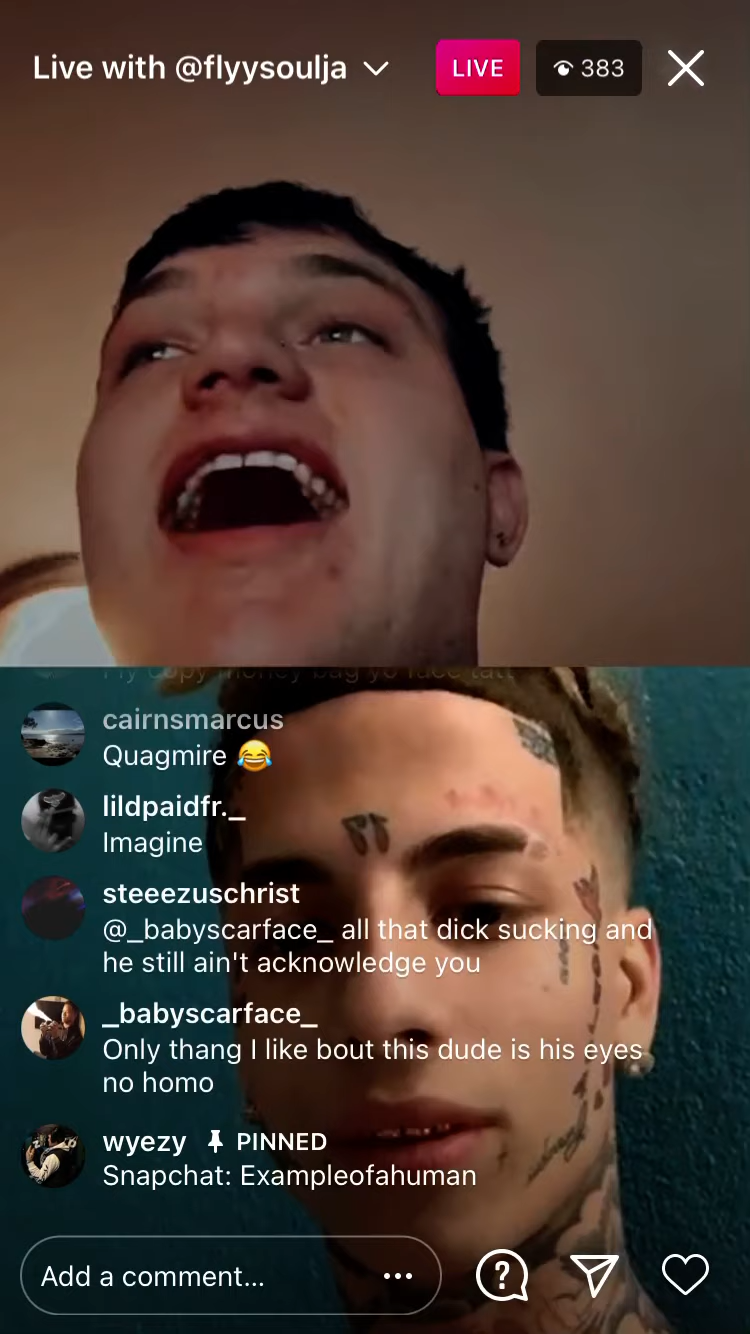 Live with @flyysoulja
LIVE
383
cairnsmarcus
Quagmire 😂
lildpaidfr._
Imagine
steeezuschrist
@_babyscarface_ all that dick sucking and
he still ain't acknowledge you
_babyscarface_
Only thang I like bout this dude is his eyes
no homo
wyezy PINNED
Snapchat: Exampleofahuman
Add a comment...